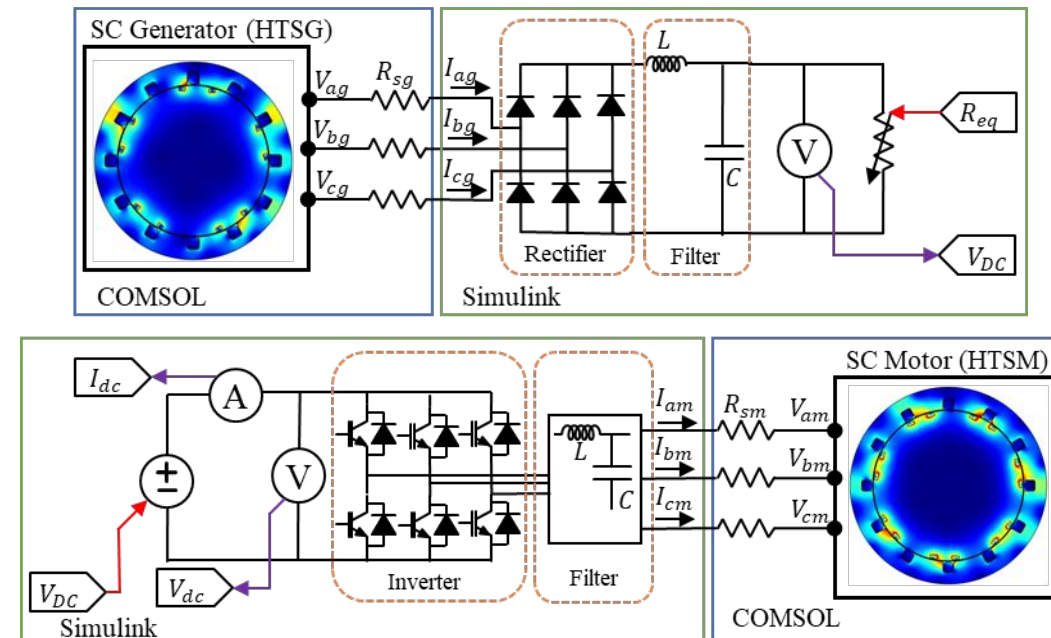 SC Generator (HTSG)
V_ag
R_sg
I_ag
V_bg
I_bg
V_cg
I_cg
L
C
V
R_eq
V_DC
Rectifier
Filter
COMSOL
Simulink
SC Motor (HTSM)
I_dc
A
V
L
C
I_am
R_sm
V_am
I_bm
V_bm
I_cm
V_cm
V_DC
V_dc
Inverter
Filter
Simulink
COMSOL